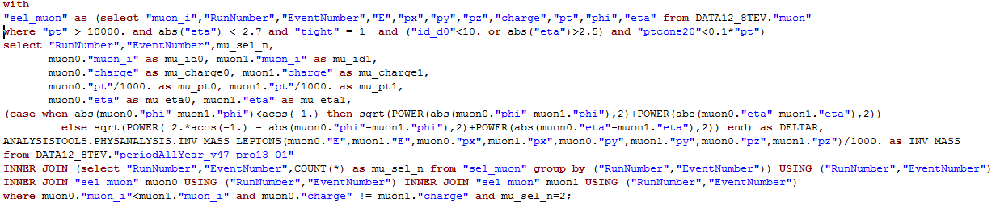 with
"sel_muon" as (select "muon_i","RunNumber","EventNumber","E","px","py","pz","charge","pt","phi","eta" from DATA12_8TEV."muon"
where "pt" > 10000. and abs("eta") < 2.7 and "tight" = 1  and ("id_d0"<10. or abs("eta")>2.5) and "ptcone20"<0.1*"pt")
select "RunNumber","EventNumber",mu_sel_n,
       muon0."muon_i" as mu_id0, muon1."muon_i" as mu_id1,
       muon0."charge" as mu_charge0, muon1."charge" as mu_charge1,
       muon0."pt"/1000. as mu_pt0, muon1."pt"/1000. as mu_pt1,
       muon0."eta" as mu_eta0, muon1."eta" as mu_eta1,
(case when abs(muon0."phi"-muon1."phi")<acos(-1.) then sqrt(POWER(abs(muon0."phi"-muon1."phi"),2)+POWER(abs(muon0."eta"-muon1."eta"),2))
         else sqrt(POWER( 2.*acos(-1.) - abs(muon0."phi"-muon1."phi"),2)+POWER(abs(muon0."eta"-muon1."eta"),2)) end) as DELTAR,
ANALYSISTOOLS.PHYSANALYSIS.INV_MASS_LEPTONS(muon0."E",muon1."E",muon0."px",muon1."px",muon0."py",muon1."py",muon0."pz",muon1."pz")/1000. as INV_MASS
from DATA12_8TEV."periodAllYear_v47-pro13-01"
INNER JOIN (select "RunNumber","EventNumber",COUNT(*) as mu_sel_n from "sel_muon" group by ("RunNumber","EventNumber")) USING ("RunNumber","EventNumber")
INNER JOIN "sel_muon" muon0 USING ("RunNumber","EventNumber") INNER JOIN "sel_muon" muon1 USING ("RunNumber","EventNumber")
where muon0."muon_i"<muon1."muon_i" and muon0."charge" != muon1."charge" and mu_sel_n=2;